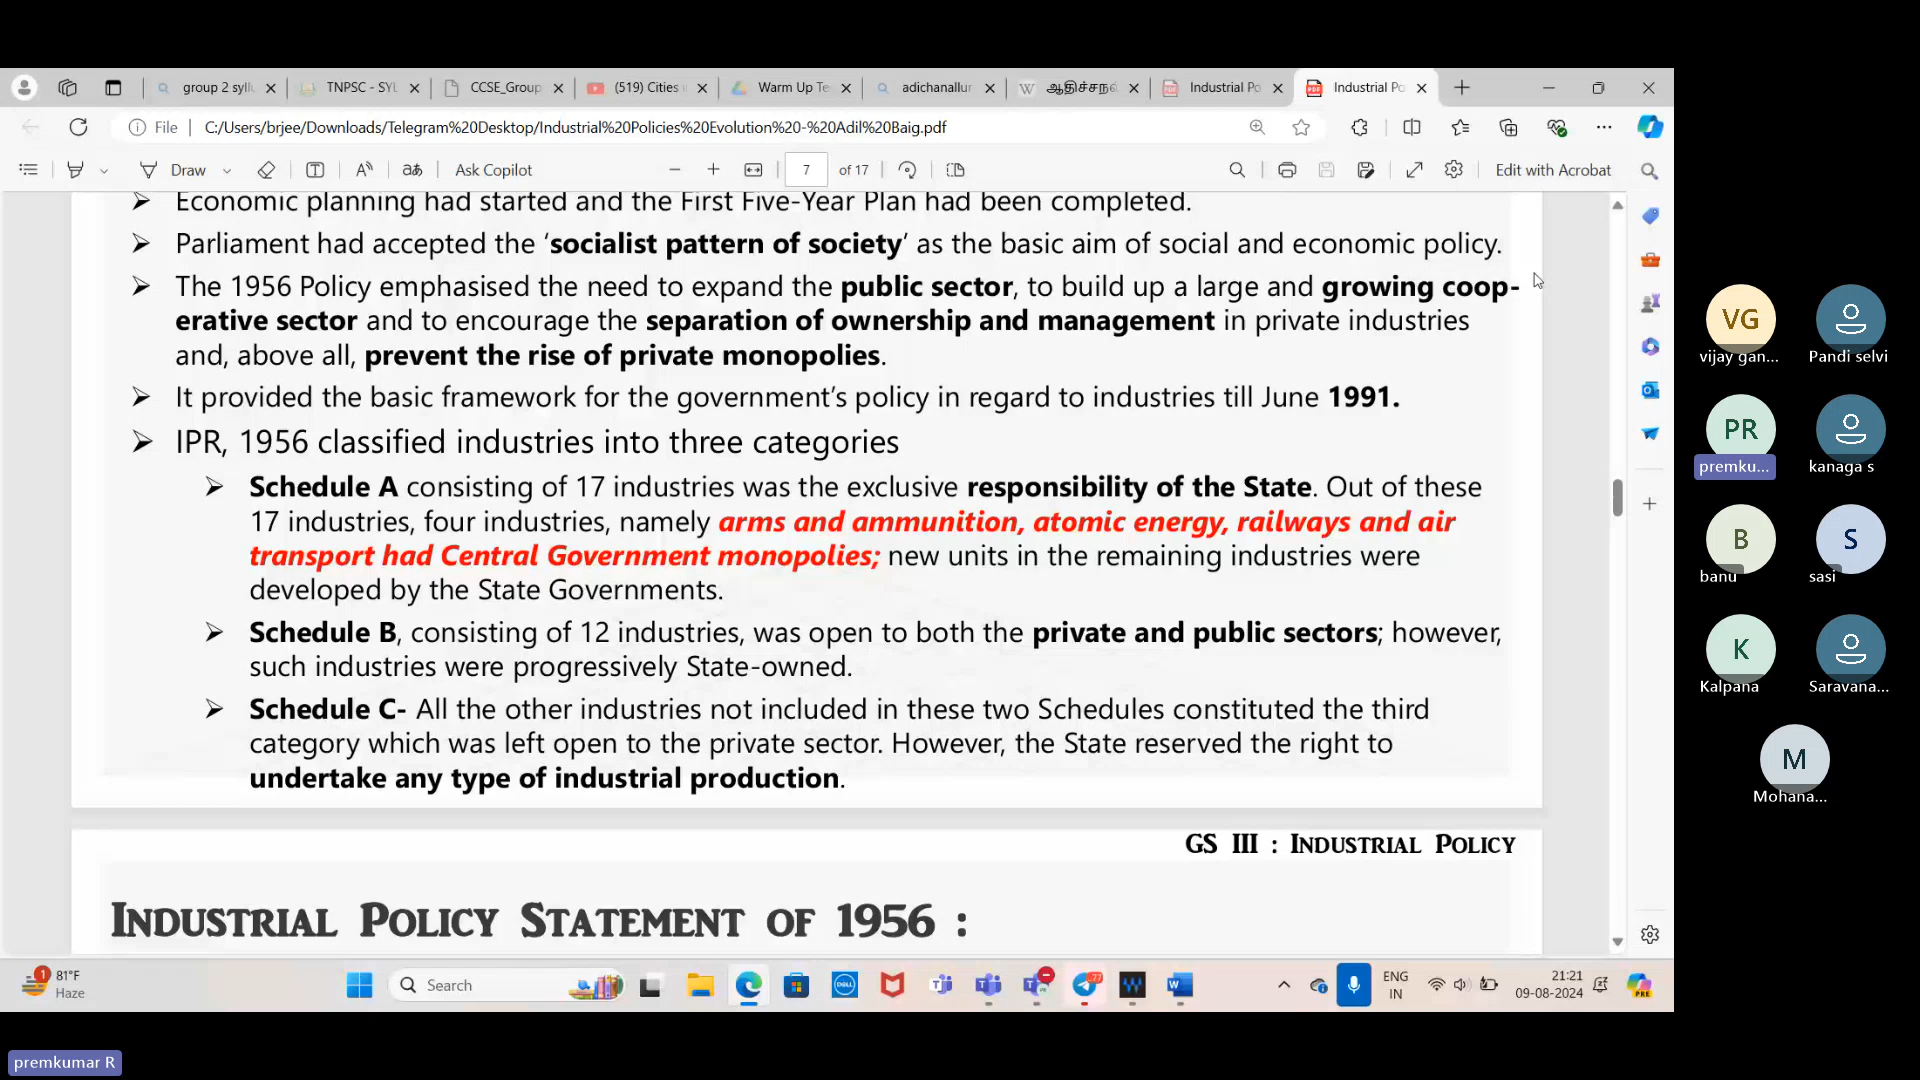 group 2 syll
TNPSC - SYL
CCSE_Group
(519) Cities i
Warm Up Te
adichanallur
Industrial Po
Industrial Po
File
C:/Users/brjee/Downloads/Telegram%20Desktop/Industrial%20Policies%20Evolution%20-%20Adil%20Baig.pdf
Draw
Ask Copilot
7 of 17
Edit with Acrobat
➢ Economic planning had started and the First Five-Year Plan had been completed.
➢ Parliament had accepted the ‘socialist pattern of society’ as the basic aim of social and economic policy.
➢ The 1956 Policy emphasised the need to expand the public sector, to build up a large and growing coop-
erative sector and to encourage the separation of ownership and management in private industries
and, above all, prevent the rise of private monopolies.
➢ It provided the basic framework for the government’s policy in regard to industries till June 1991.
➢ IPR, 1956 classified industries into three categories
➢ Schedule A consisting of 17 industries was the exclusive responsibility of the State. Out of these
17 industries, four industries, namely arms and ammunition, atomic energy, railways and air
transport had Central Government monopolies; new units in the remaining industries were
developed by the State Governments.
➢ Schedule B, consisting of 12 industries, was open to both the private and public sectors; however,
such industries were progressively State-owned.
➢ Schedule C- All the other industries not included in these two Schedules constituted the third
category which was left open to the private sector. However, the State reserved the right to
undertake any type of industrial production.
GS III : Industrial Policy
Industrial Policy Statement of 1956 :
VG
vijay gan...
Pandi selvi
PR
premku...
kanaga s
B
banu
S
sasi
K
Kalpana
Saravana...
M
Mohana...
1
81°F
Haze
Search
DELL
W
ENG
IN
21:21
09-08-2024
PRE
premkumar R